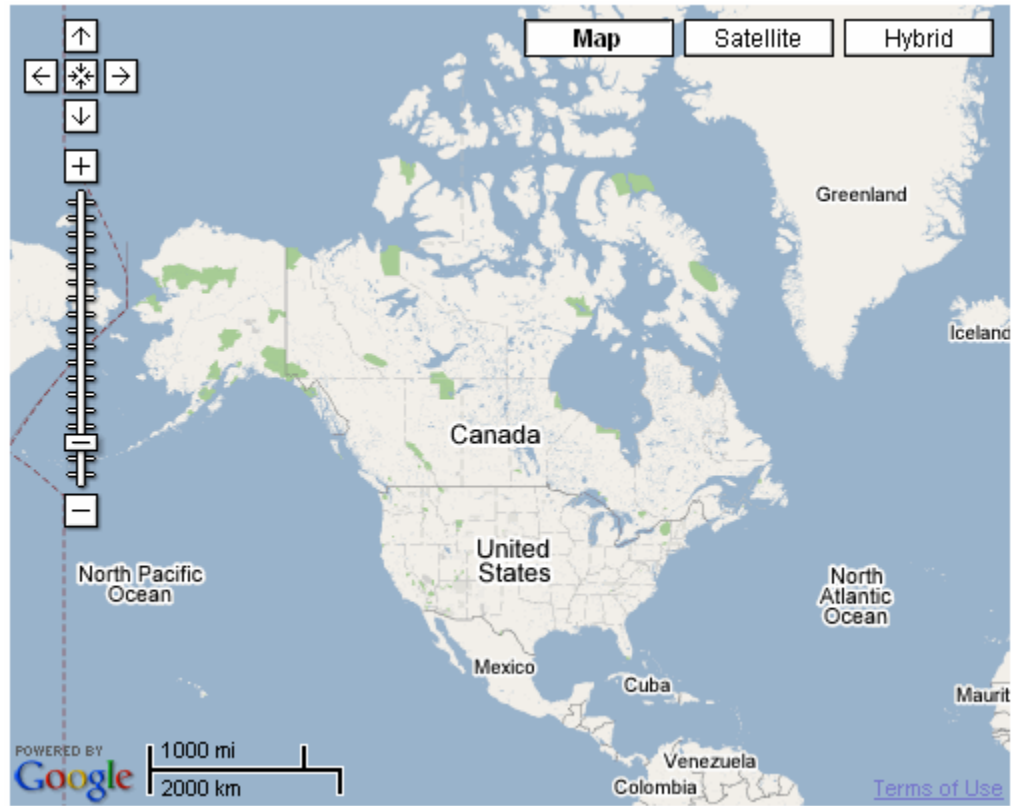 Map Satellite Hybrid
Greenland
Iceland
Canada
United
States
North Pacific
Ocean
North
Atlantic
Ocean
Mexico
Cuba
Maurit
Venezuela
Colombia
POWERED BY
Google
1000 mi
2000 km
Terms of Use